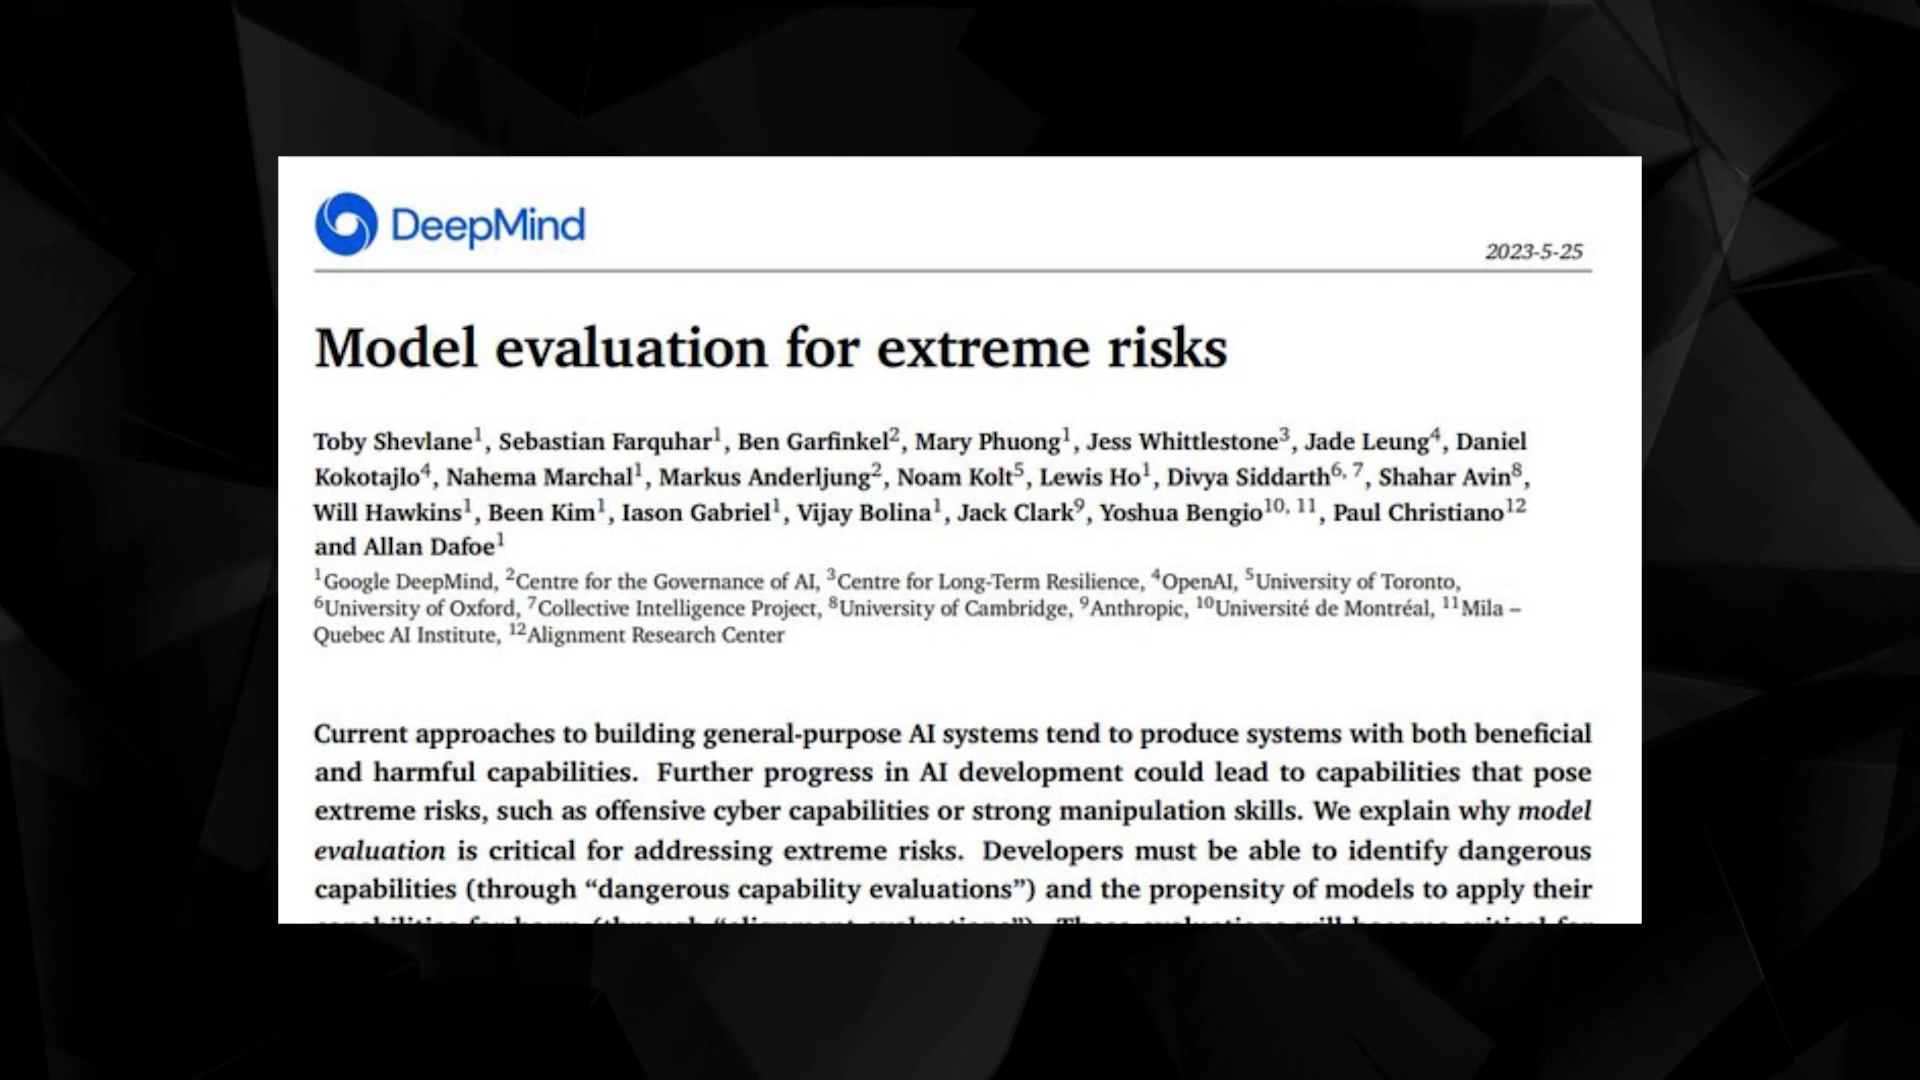 DeepMind
2023-5-25
Model evaluation for extreme risks
Toby Shevlane1, Sebastian Farquhar1, Ben Garfinkel2, Mary Phuong1, Jess Whittlestone3, Jade Leung4, Daniel
Kokotajlo4, Nahema Marchal1, Markus Anderljung2, Noam Kolt5, Lewis Ho1, Divya Siddarth6, 7, Shahar Avin8,
Will Hawkins1, Been Kim1, Iason Gabriel1, Vijay Bolina1, Jack Clark9, Yoshua Bengio10, 11, Paul Christiano12
and Allan Dafoe1
1Google DeepMind, 2Centre for the Governance of AI, 3Centre for Long-Term Resilience, 4OpenAI, 5University of Toronto,
6University of Oxford, 7Collective Intelligence Project, 8University of Cambridge, 9Anthropic, 10Université de Montréal, 11Mila –
Quebec AI Institute, 12Alignment Research Center
Current approaches to building general-purpose AI systems tend to produce systems with both beneficial
and harmful capabilities. Further progress in AI development could lead to capabilities that pose
extreme risks, such as offensive cyber capabilities or strong manipulation skills. We explain why model
evaluation is critical for addressing extreme risks. Developers must be able to identify dangerous
capabilities (through “dangerous capability evaluations”) and the propensity of models to apply their